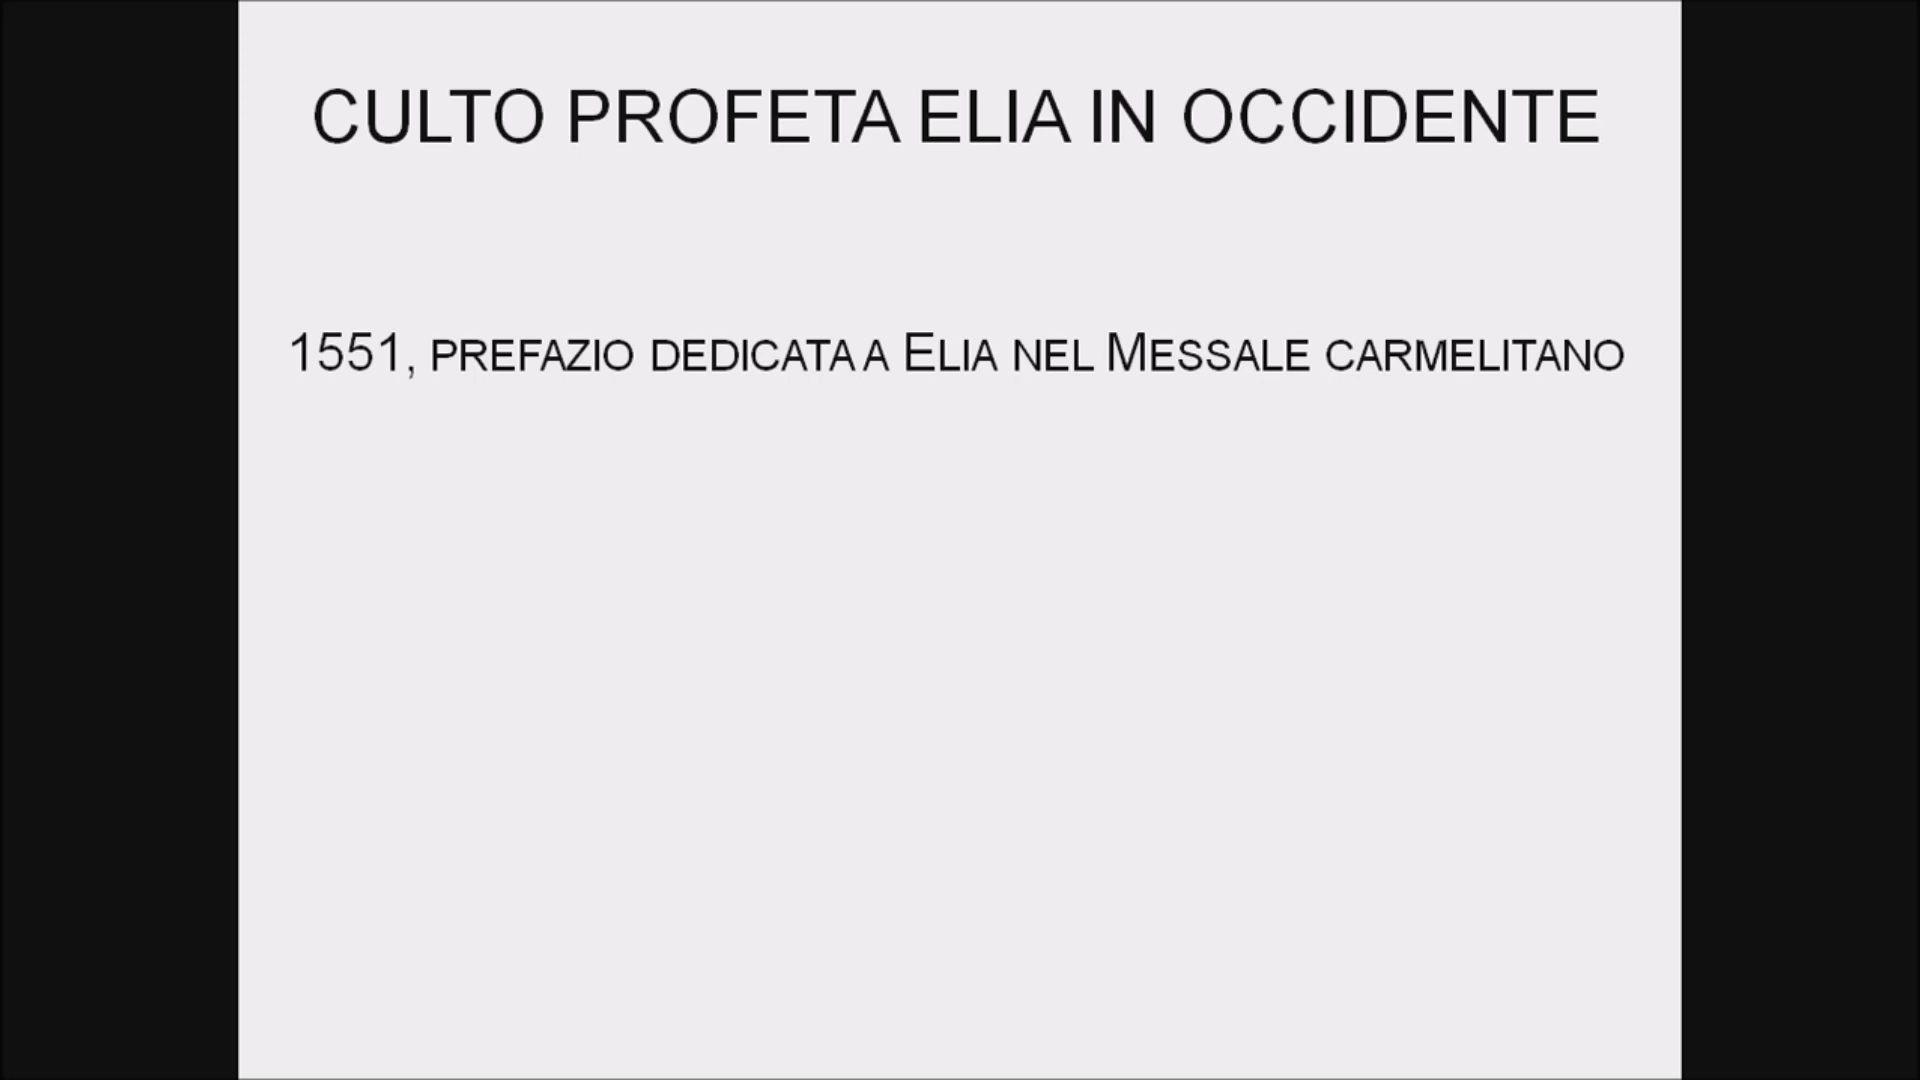 CULTO PROFETA ELIA IN OCCIDENTE
1551, PREFAZIO DEDICATA A ELIA NEL MESSALE CARMELITANO